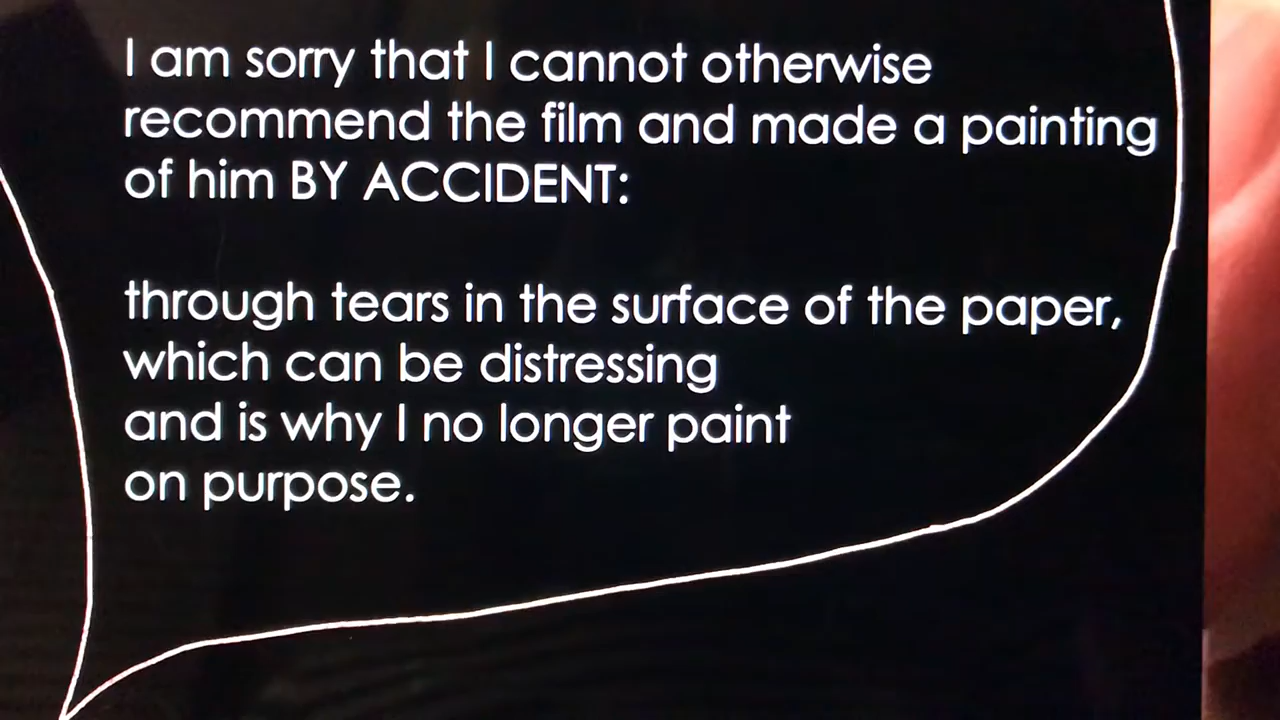 I am sorry that I cannot otherwise
recommend the film and made a painting
of him BY ACCIDENT:
through tears in the surface of the paper,
which can be distressing
and is why I no longer paint
on purpose.